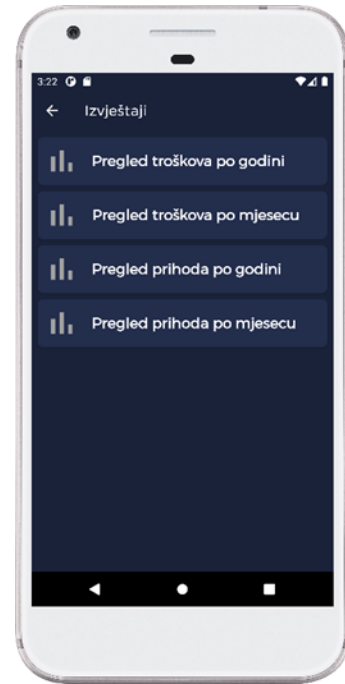 3:22
Izvještaji
Pregled troškova po godini
Pregled troškova po mjesecu
Pregled prihoda po godini
Pregled prihoda po mjesecu